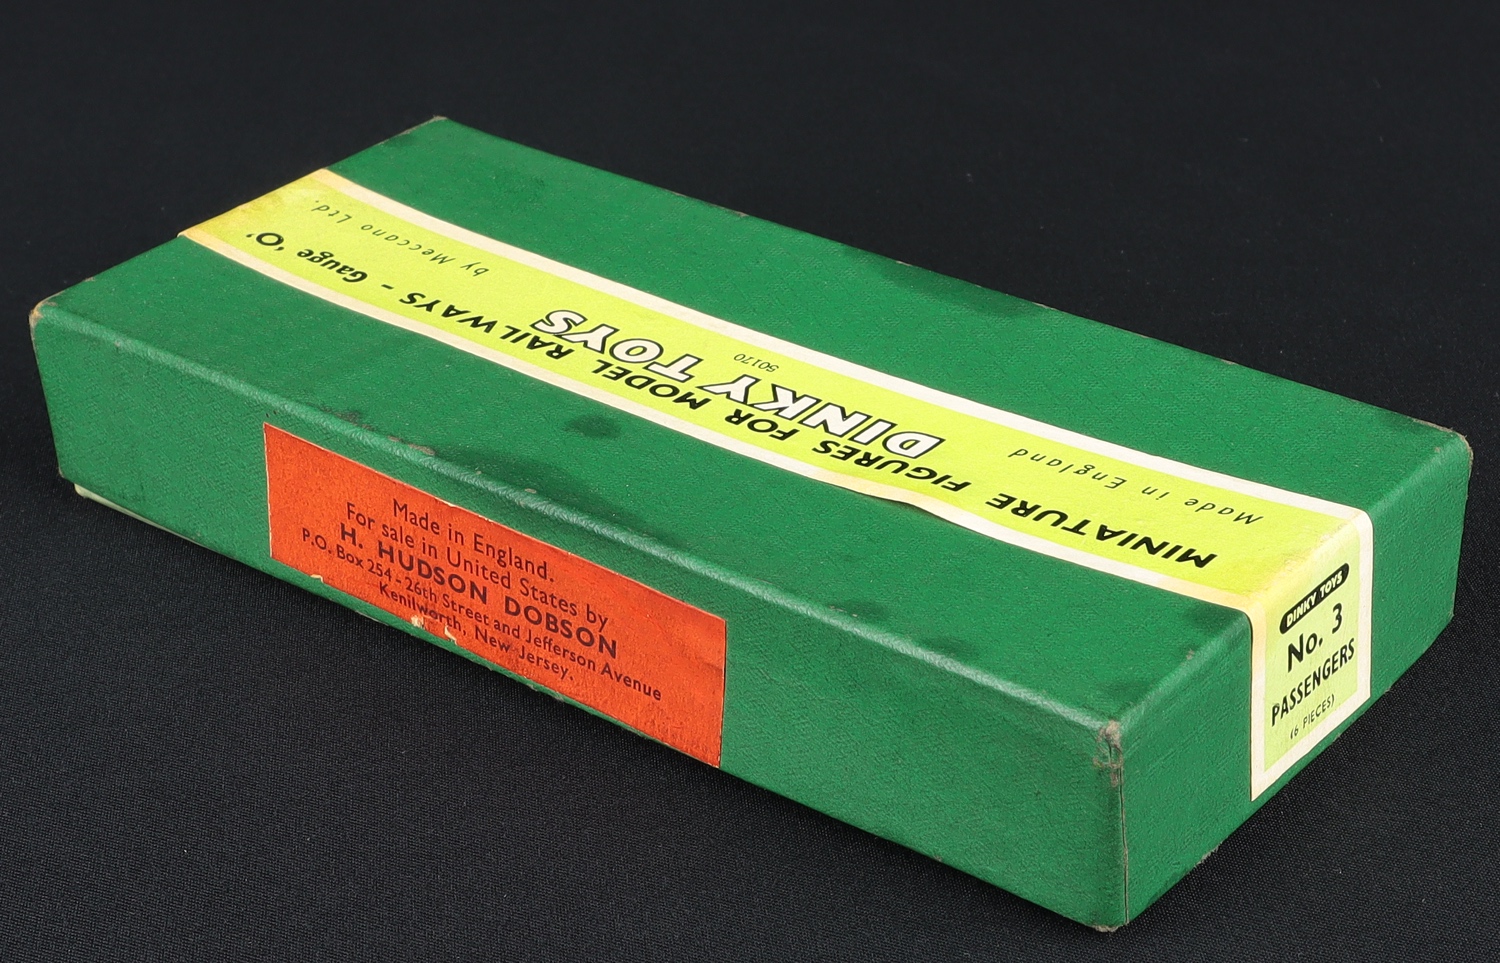 MINIATURE FIGURES FOR MODEL RAILWAYS - Gauge 'O'
DINKY TOYS
Made in England
50170
by Meccano Ltd.
DINKY TOYS
No. 3
PASSENGERS
(6 PIECES)
Made in England.
For sale in United States by
H. HUDSON DOBSON
P.O. Box 254 - 26th Street and Jefferson Avenue
Kenilworth, New Jersey.